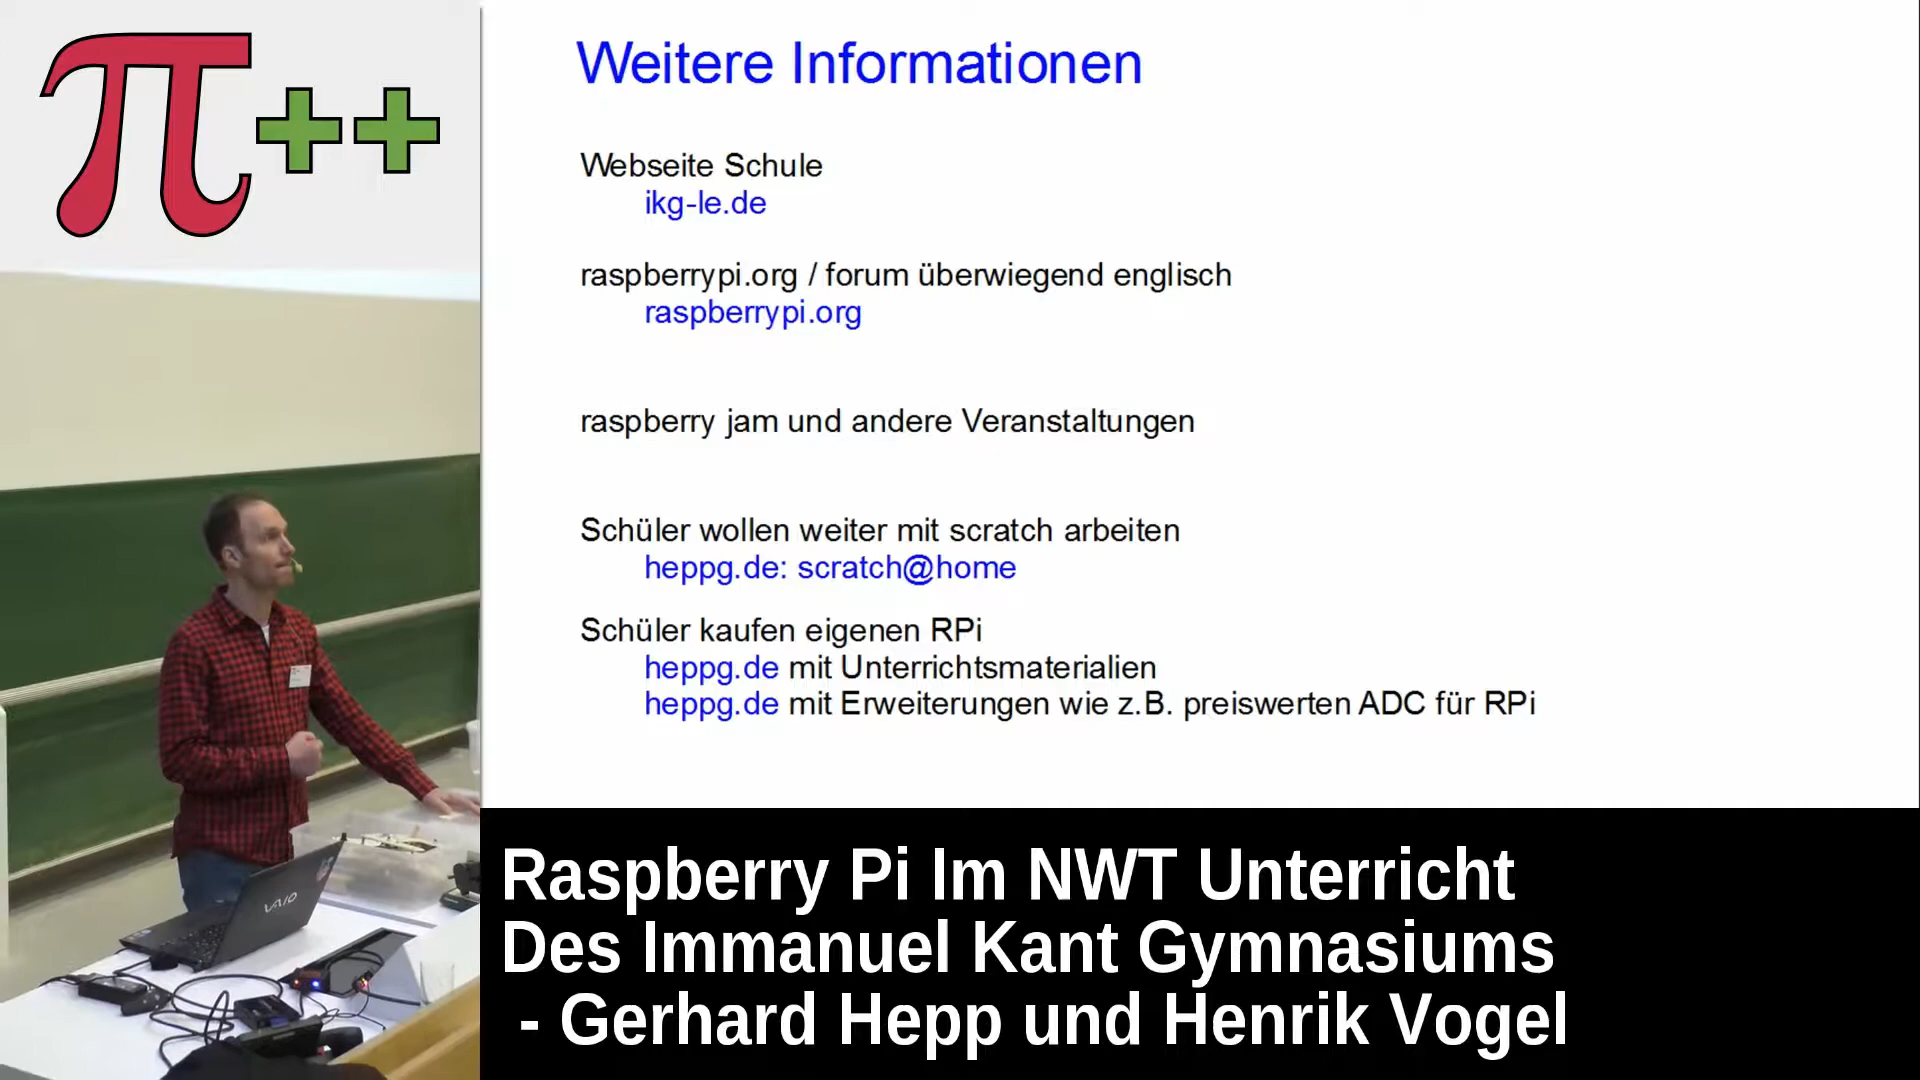 π++
Weitere Informationen
Webseite Schule
ikg-le.de
raspberrypi.org / forum überwiegend englisch
raspberrypi.org
raspberry jam und andere Veranstaltungen
Schüler wollen weiter mit scratch arbeiten
heppg.de: scratch@home
Schüler kaufen eigenen RPi
heppg.de mit Unterrichtsmaterialien
heppg.de mit Erweiterungen wie z.B. preiswerten ADC für RPi
VAIO
Raspberry Pi Im NWT Unterricht
Des Immanuel Kant Gymnasiums
- Gerhard Hepp und Henrik Vogel